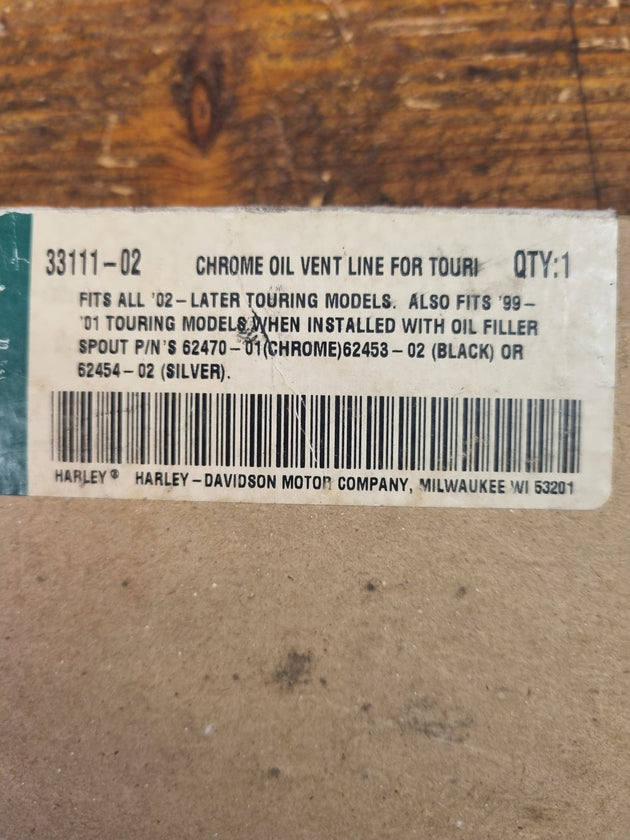 33111-02 CHROME OIL VENT LINE FOR TOURI QTY:1
FITS ALL '02-LATER TOURING MODELS. ALSO FITS '99-
'01 TOURING MODELS WHEN INSTALLED WITH OIL FILLER
SPOUT P/N'S 62470-01(CHROME)62453-02 (BLACK) OR
62454-02 (SILVER).
HARLEY® HARLEY-DAVIDSON MOTOR COMPANY, MILWAUKEE WI 53201